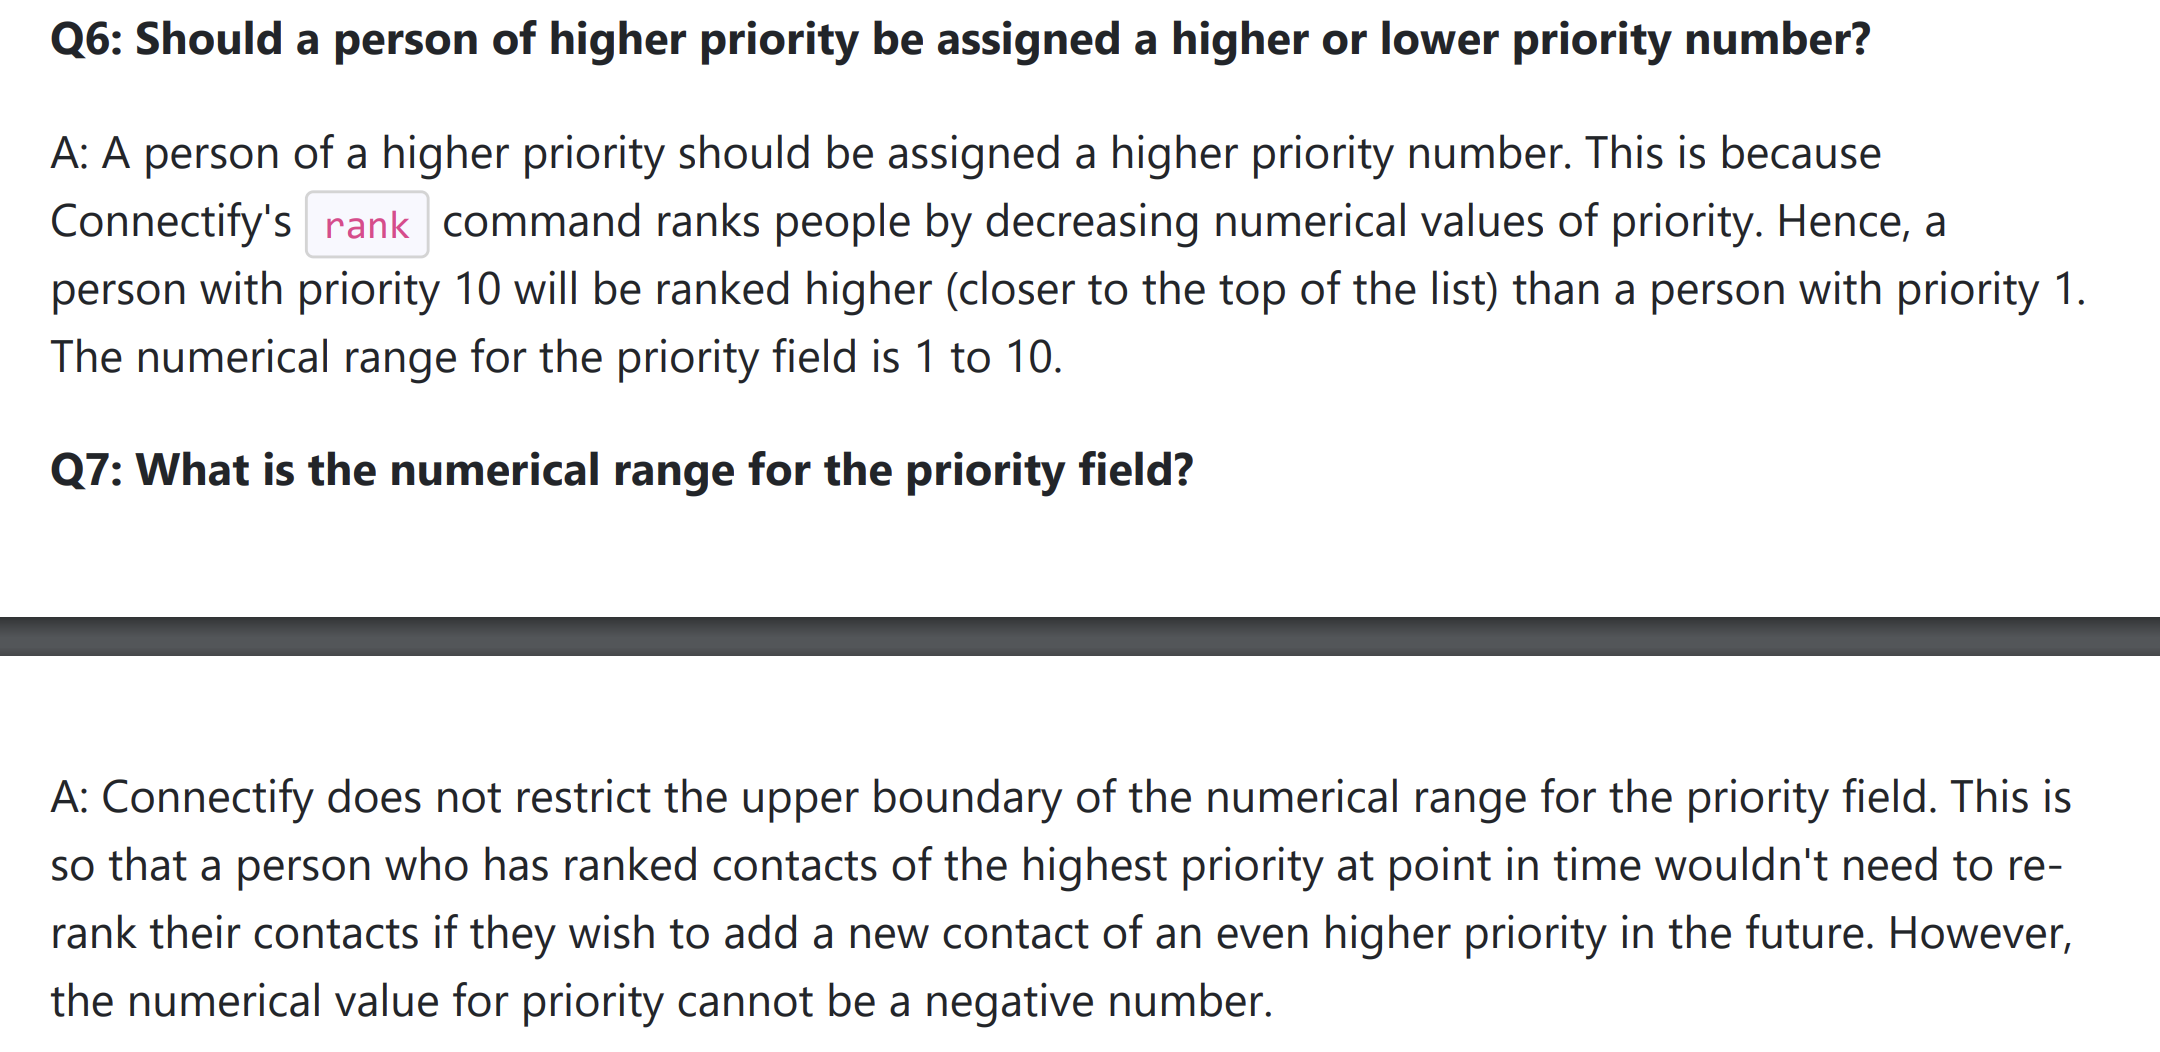 Q6: Should a person of higher priority be assigned a higher or lower priority number?
A: A person of a higher priority should be assigned a higher priority number. This is because
Connectify's rank command ranks people by decreasing numerical values of priority. Hence, a
person with priority 10 will be ranked higher (closer to the top of the list) than a person with priority 1.
The numerical range for the priority field is 1 to 10.
Q7: What is the numerical range for the priority field?
A: Connectify does not restrict the upper boundary of the numerical range for the priority field. This is
so that a person who has ranked contacts of the highest priority at point in time wouldn't need to re-
rank their contacts if they wish to add a new contact of an even higher priority in the future. However,
the numerical value for priority cannot be a negative number.